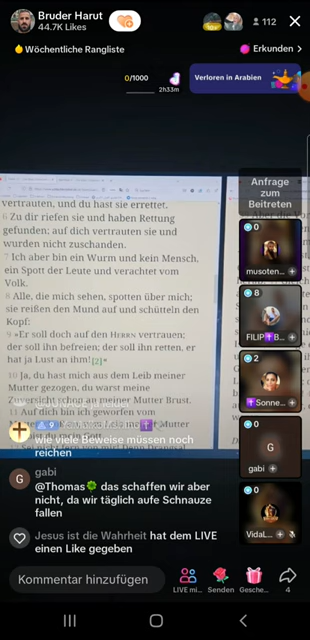 Bruder Harut
44.7K Likes
112
Wöchentliche Rangliste
Erkunden >
0/1000
2h33m
Verloren in Arabien
vertrauten, und du hast sie errettet.
6 Zu dir riefen sie und haben Rettung
gefunden; auf dich vertrauten sie und
wurden nicht zuschanden.
7 Ich aber bin ein Wurm und kein Mensch,
ein Spott der Leute und verachtet vom
Volk.
8 Alle, die mich sehen, spotten über mich;
sie reißen den Mund auf und schütteln den
Kopf:
9 »Er soll doch auf den HERRN vertrauen;
der soll ihn befreien; der soll ihn retten, er
hat ja Lust an ihm!«
10 Ja, du hast mich aus dem Leib meiner
Mutter gezogen, du warst meine
meiner Mutter Brust.
11 Auf dich bin ich geworfen vom
Anfrage
zum
Beitreten
0
musoten...
8
FILIP✝️B...
2
✝️Sonne...
0
G
gabi
0
VidaL...
9
wie viele Beweise müssen noch
reichen
G
gabi
@Thomas🍀 das schaffen wir aber
nicht, da wir täglich aufe Schnauze
fallen
Jesus ist die Wahrheit hat dem LIVE
einen Like gegeben
Kommentar hinzufügen
LIVE mi...
Senden
Gesche...
4